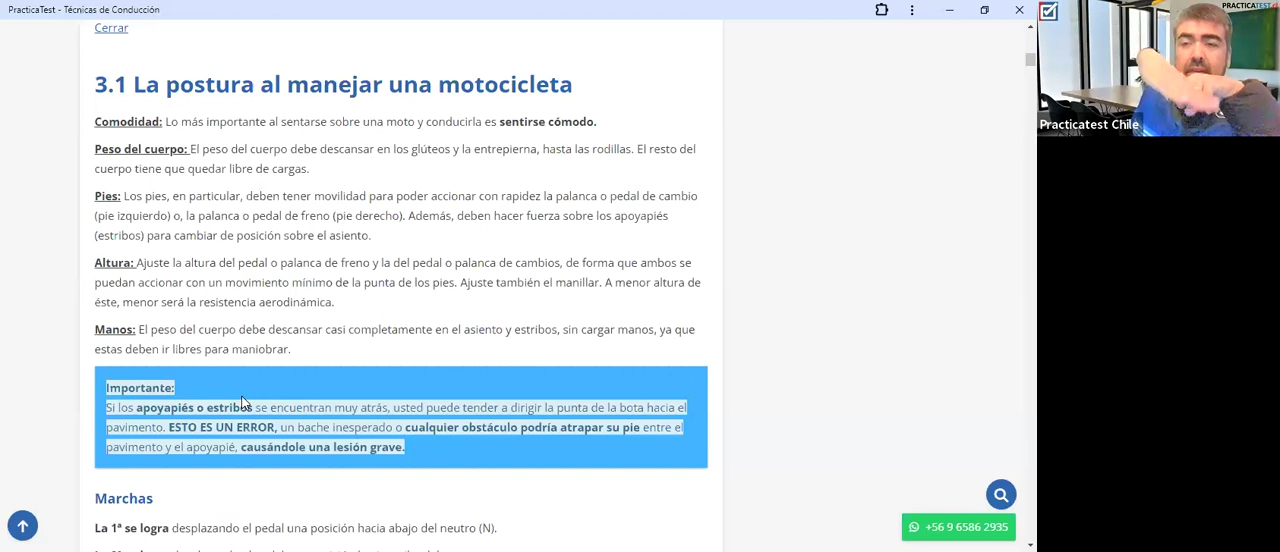 PracticaTest - Técnicas de Conducción
PRACTICATEST.CL
Cerrar
3.1 La postura al manejar una motocicleta
Comodidad: Lo más importante al sentarse sobre una moto y conducirla es sentirse cómodo.
Peso del cuerpo: El peso del cuerpo debe descansar en los glúteos y la entrepierna, hasta las rodillas. El resto del
cuerpo tiene que quedar libre de cargas.
Pies: Los pies, en particular, deben tener movilidad para poder accionar con rapidez la palanca o pedal de cambio
(pie izquierdo) o, la palanca o pedal de freno (pie derecho). Además, deben hacer fuerza sobre los apoyapiés
(estribos) para cambiar de posición sobre el asiento.
Altura: Ajuste la altura del pedal o palanca de freno y la del pedal o palanca de cambios, de forma que ambos se
puedan accionar con un movimiento mínimo de la punta de los pies. Ajuste también el manillar. A menor altura de
éste, menor será la resistencia aerodinámica.
Manos: El peso del cuerpo debe descansar casi completamente en el asiento y estribos, sin cargar manos, ya que
estas deben ir libres para maniobrar.
Importante:
Si los apoyapiés o estribos se encuentran muy atrás, usted puede tender a dirigir la punta de la bota hacia el
pavimento. ESTO ES UN ERROR, un bache inesperado o cualquier obstáculo podría atrapar su pie entre el
pavimento y el apoyapié, causándole una lesión grave.
Marchas
La 1ª se logra desplazando el pedal una posición hacia abajo del neutro (N).
Practicatest Chile
+56 9 6586 2935